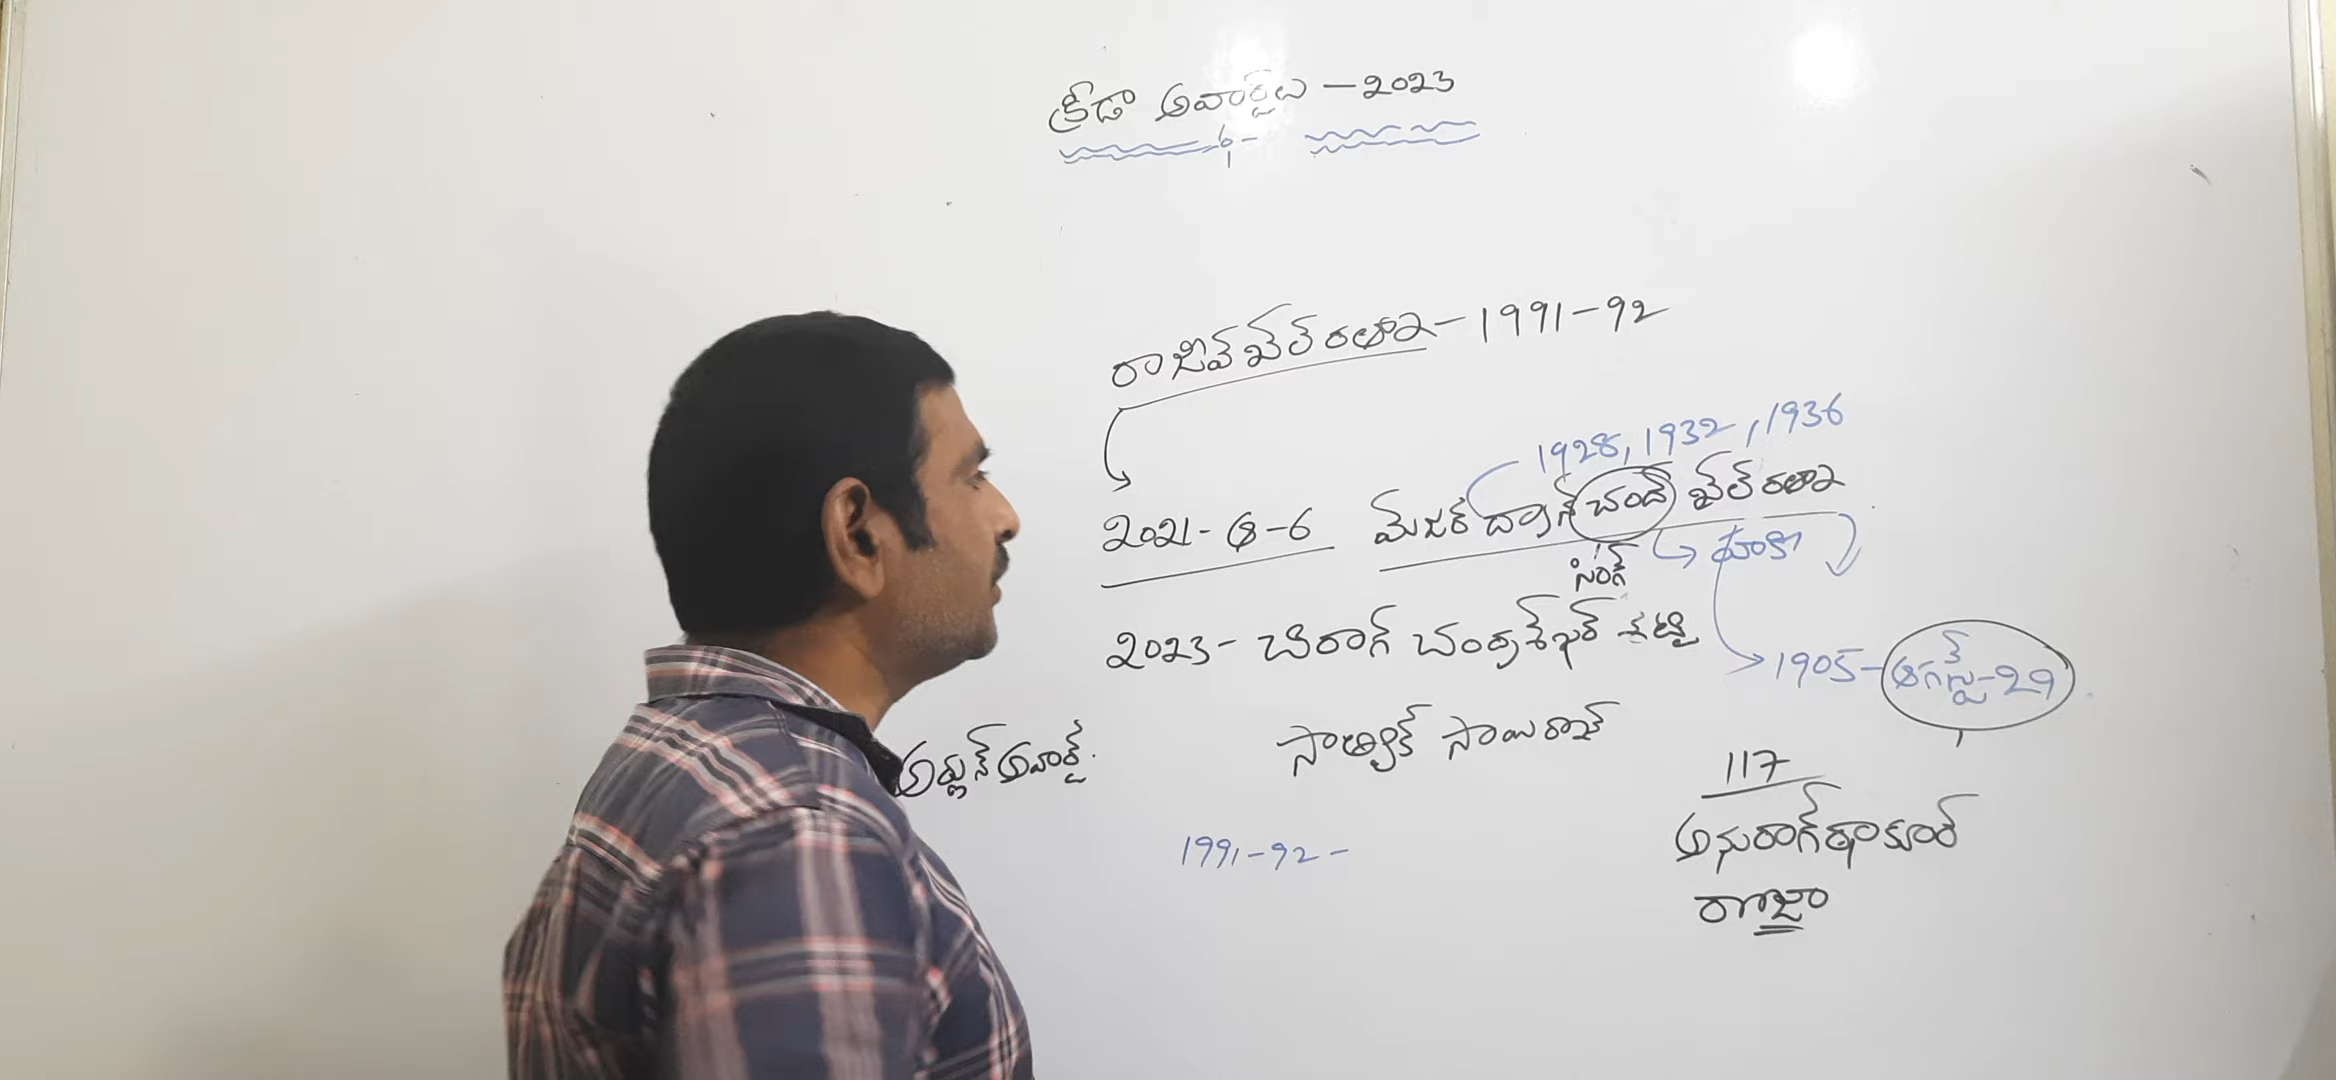 క్రీడా అవార్డులు - 2023
రాజీవ్ ఖేల్ రత్న - 1991-92
1928, 1932, 1936
2021 - ఆ - 6 మేజర్ ద్యాన్ చంద్ ఖేల్ రత్న
సింగ్
హాకీ
2023 - చిరాగ్ చంద్రశేఖర్ శెట్టి
1905 - ఆగస్ట్ - 29
సాత్విక్ సాయిరాజ్
అర్జున్ అవార్డ్
117
1991-92 -
అనురాగ్ ఠాకూర్